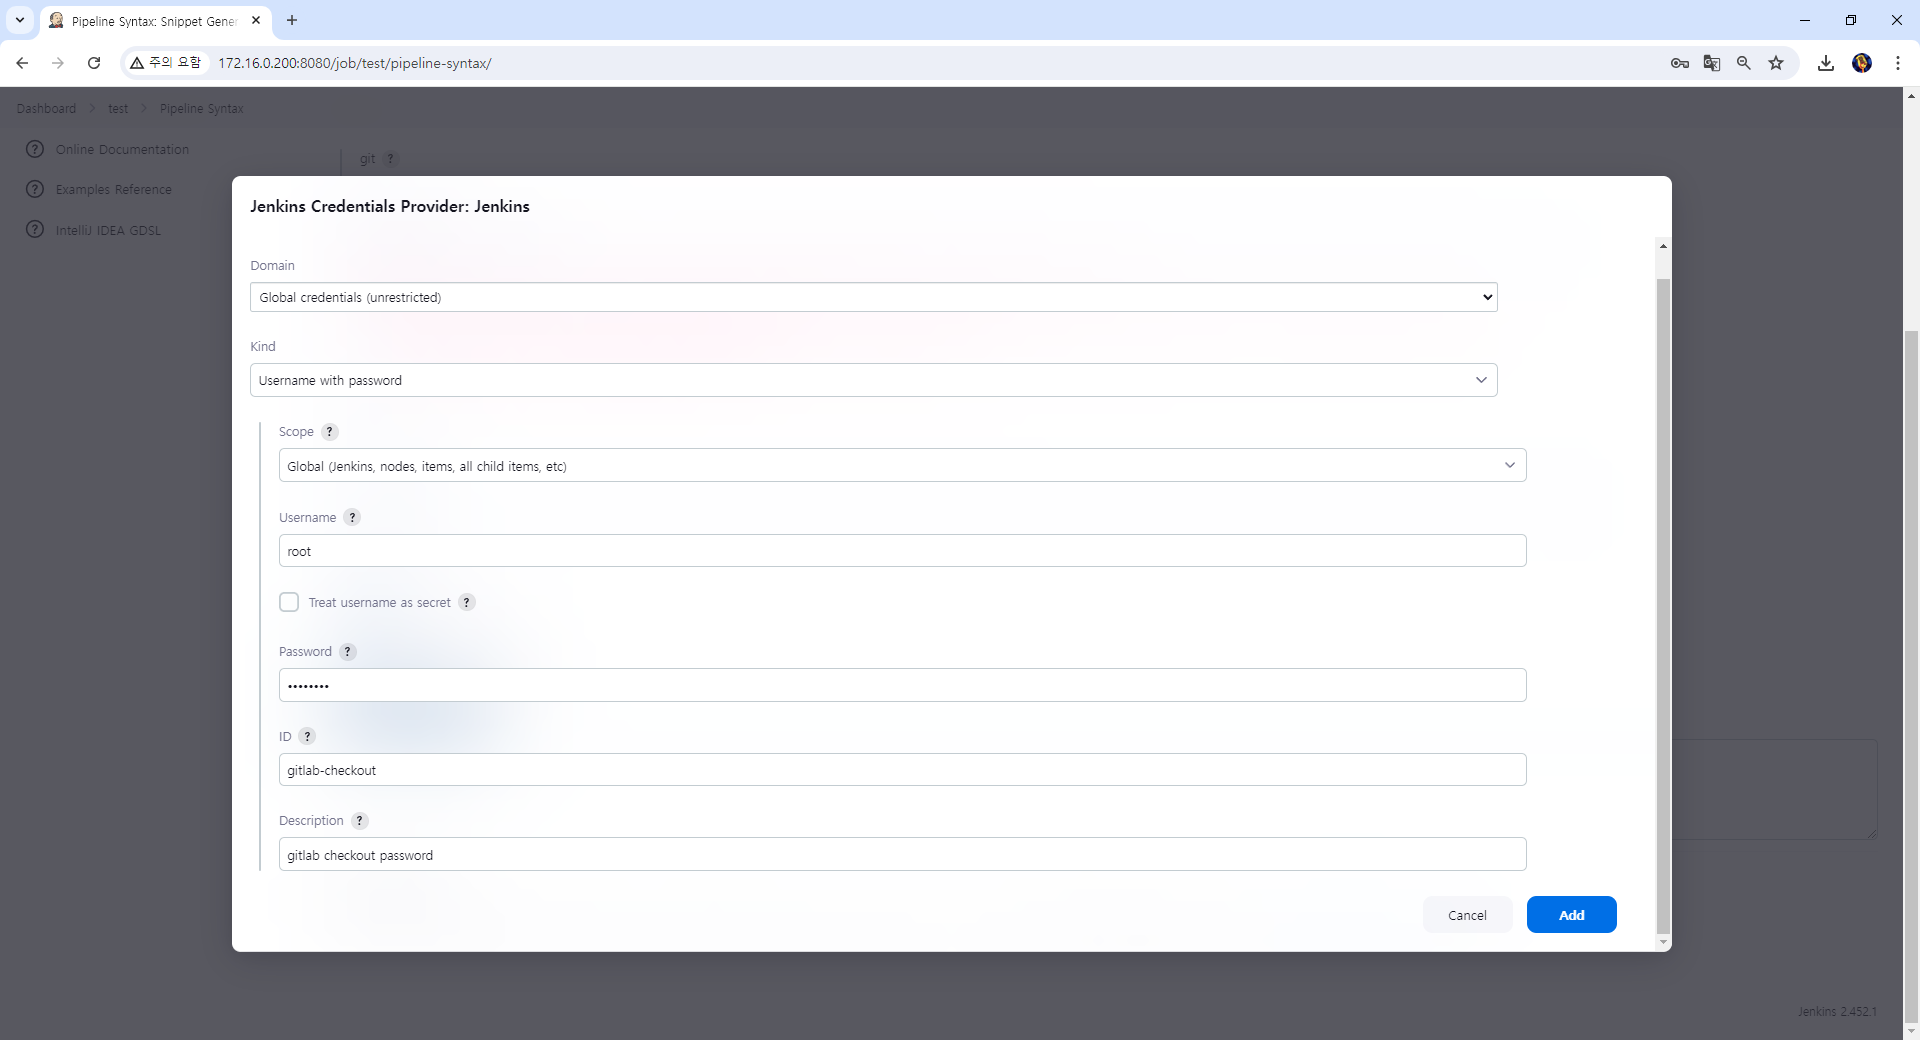 Pipeline Syntax: Snippet Gener
주의 요함 172.16.0.200:8080/job/test/pipeline-syntax/
Dashboard > test > Pipeline Syntax
? Online Documentation
? Examples Reference
? IntelliJ IDEA GDSL
git ?
Jenkins Credentials Provider: Jenkins
Domain
Global credentials (unrestricted)
Kind
Username with password
Scope ?
Global (Jenkins, nodes, items, all child items, etc)
Username ?
root
Treat username as secret ?
Password ?
••••••••
ID ?
gitlab-checkout
Description ?
gitlab checkout password
Cancel
Add
Jenkins 2.452.1